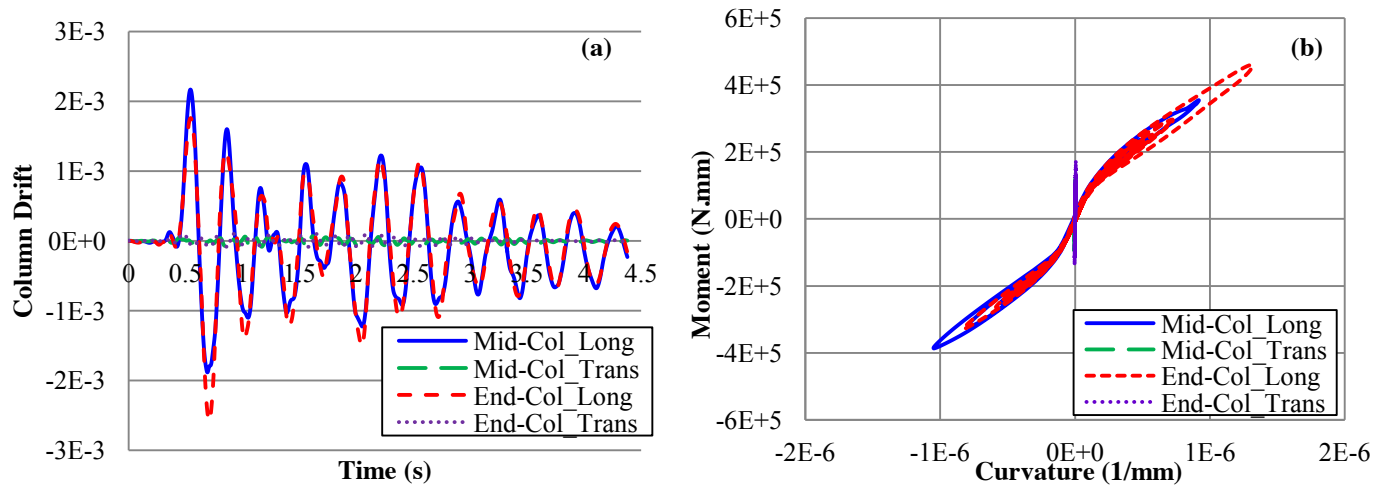 (a)
3E-3
2E-3
1E-3
0E+0
-1E-3
-2E-3
-3E-3
Column Drift
0 0.5 1 1.5 2 2.5 3 3.5 4 4.5
Time (s)
Mid-Col_Long
Mid-Col_Trans
End-Col_Long
End-Col_Trans
(b)
6E+5
4E+5
2E+5
0E+0
-2E+5
-4E+5
-6E+5
Moment (N.mm)
-2E-6 -1E-6 0E+0 1E-6 2E-6
Curvature (1/mm)
Mid-Col_Long
Mid-Col_Trans
End-Col_Long
End-Col_Trans